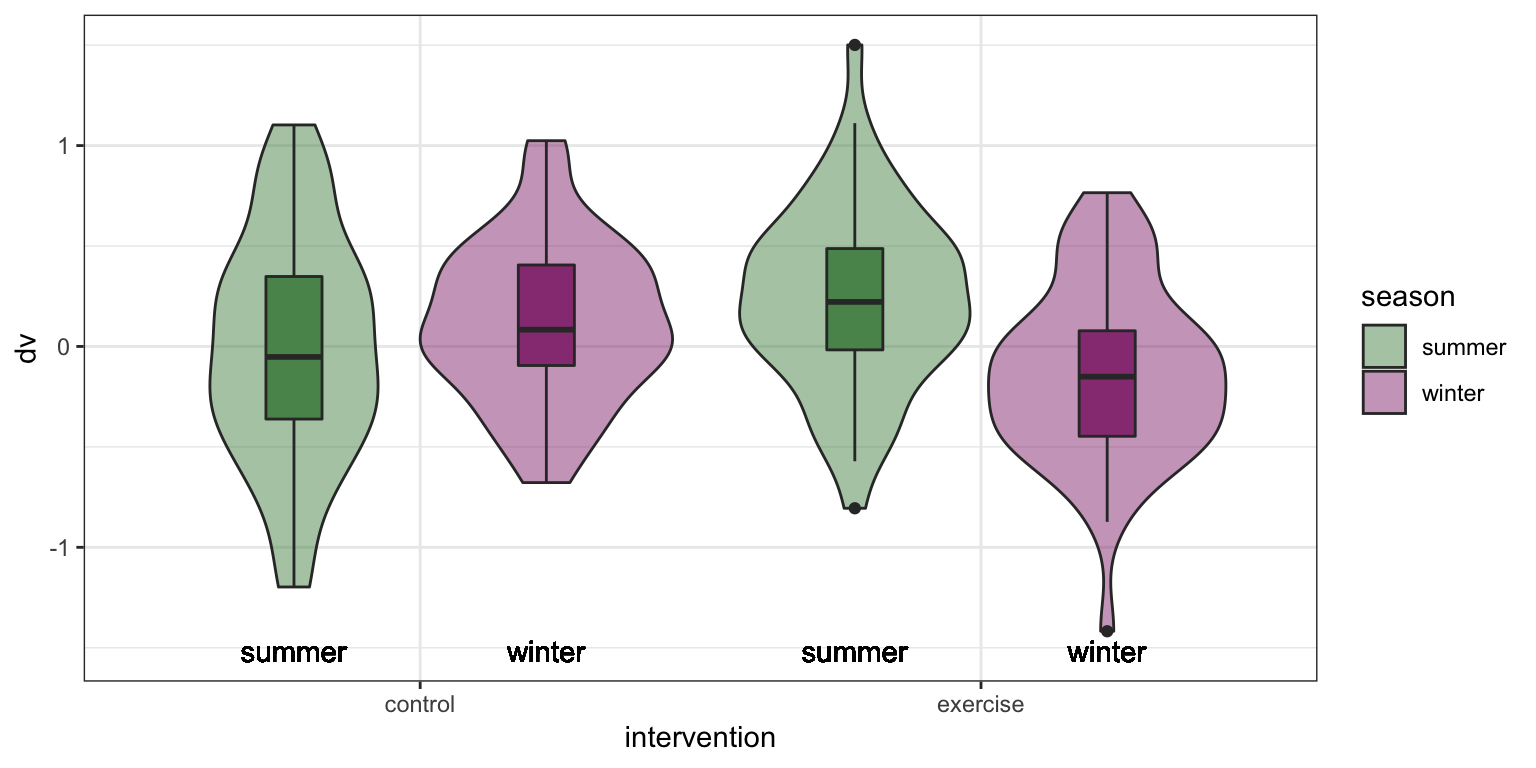 dv
1
0
-1
summer winter summer winter
control exercise
intervention
season
summer
winter